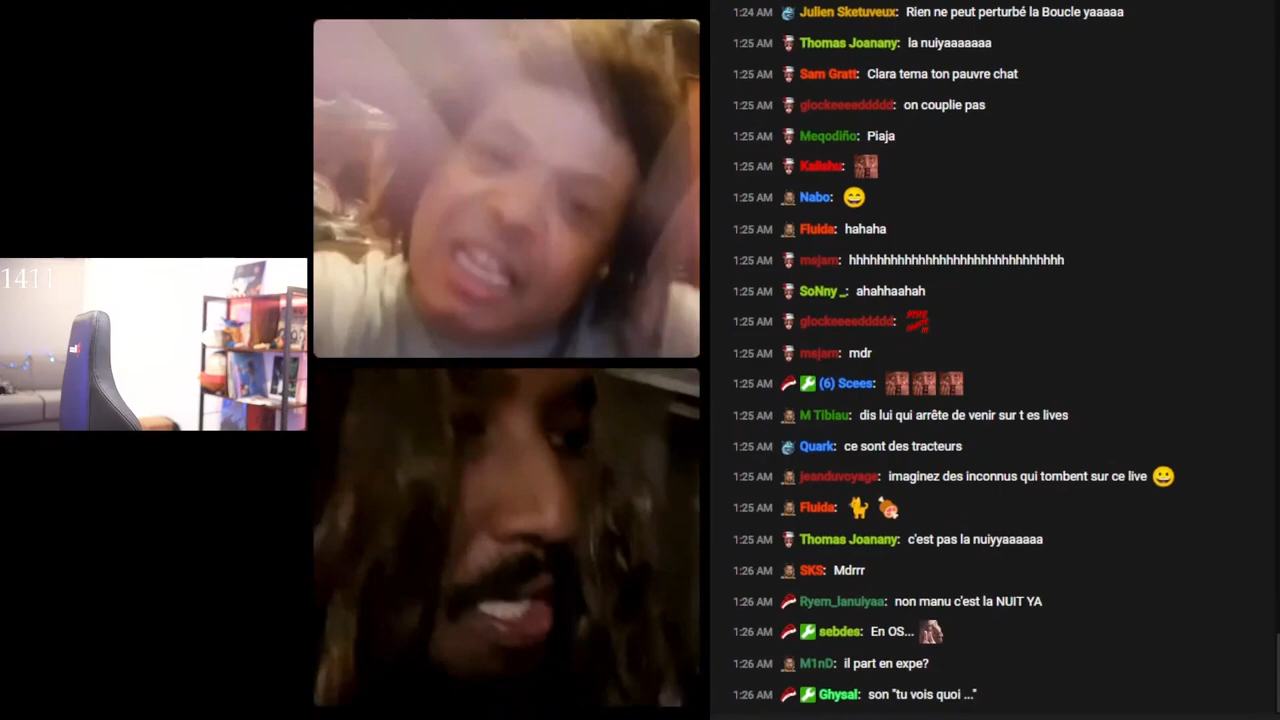 1411
1:24 AM Julien Sketuveux: Rien ne peut perturbé la Boucle yaaaaa
1:25 AM Thomas Joanany: la nuiyaaaaaaa
1:25 AM Sam Gratt: Clara tema ton pauvre chat
1:25 AM glockeeeeddddd: on couplie pas
1:25 AM Meqodiño: Piaja
1:25 AM Kalishu:
1:25 AM Nabo: 😄
1:25 AM Fluida: hahaha
1:25 AM msjam: hhhhhhhhhhhhhhhhhhhhhhhhhhhhhhh
1:25 AM SoNny _: ahahhaahah
1:25 AM glockeeeeddddd:
1:25 AM msjam: mdr
1:25 AM (6) Scees:
1:25 AM M Tibiau: dis lui qui arrête de venir sur t es lives
1:25 AM Quark: ce sont des tracteurs
1:25 AM jeanduvoyage: imaginez des inconnus qui tombent sur ce live 😀
1:25 AM Fluida: 🐈 🍖
1:25 AM Thomas Joanany: c'est pas la nuiyyaaaaaa
1:26 AM SKS: Mdrrr
1:26 AM Ryem_lanuiyaa: non manu c'est la NUIT YA
1:26 AM sebdes: En OS...
1:26 AM M1nD: il part en expe?
1:26 AM Ghysal: son "tu vois quoi ..."